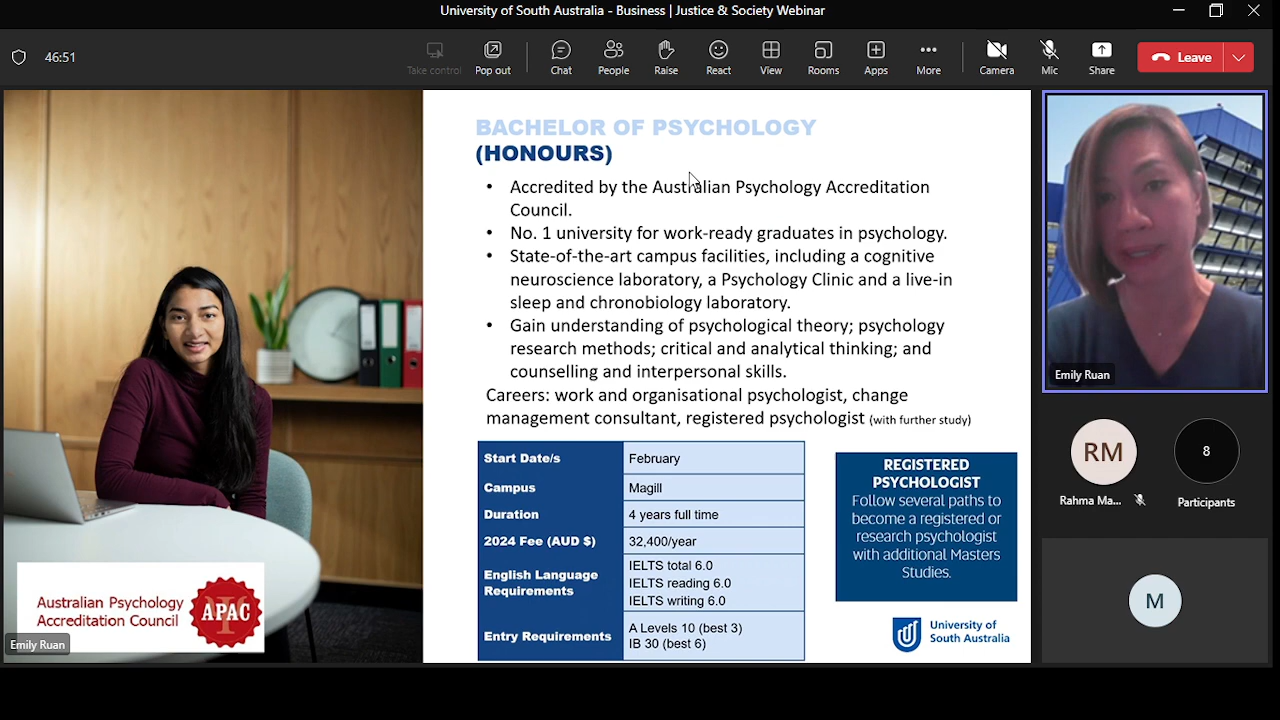 University of South Australia - Business | Justice & Society Webinar
46:51
Take control
Pop out
Chat
People
Raise
React
View
Rooms
Apps
More
Camera
Mic
Share
Leave
BACHELOR OF PSYCHOLOGY
(HONOURS)
• Accredited by the Australian Psychology Accreditation
Council.
• No. 1 university for work-ready graduates in psychology.
• State-of-the-art campus facilities, including a cognitive
neuroscience laboratory, a Psychology Clinic and a live-in
sleep and chronobiology laboratory.
• Gain understanding of psychological theory; psychology
research methods; critical and analytical thinking; and
counselling and interpersonal skills.
Careers: work and organisational psychologist, change
management consultant, registered psychologist (with further study)
Start Date/s February
Campus Magill
Duration 4 years full time
2024 Fee (AUD $) 32,400/year
English Language
Requirements
IELTS total 6.0
IELTS reading 6.0
IELTS writing 6.0
Entry Requirements
A Levels 10 (best 3)
IB 30 (best 6)
REGISTERED
PSYCHOLOGIST
Follow several paths to
become a registered or
research psychologist
with additional Masters
Studies.
University of
South Australia
Australian Psychology
Accreditation Council
APAC
Emily Ruan
Emily Ruan
RM
Rahma Ma...
8
Participants
M